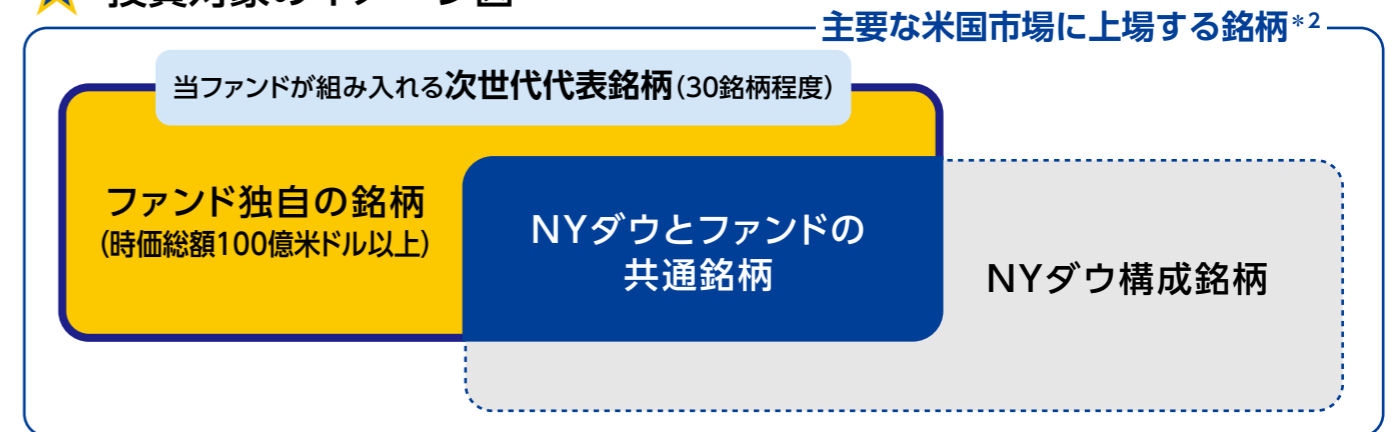 投資対象のイメージ図
主要な米国市場に上場する銘柄*2
当ファンドが組み入れる次世代代表銘柄(30銘柄程度)
ファンド独自の銘柄
(時価総額100億米ドル以上)
NYダウとファンドの
共通銘柄
NYダウ構成銘柄